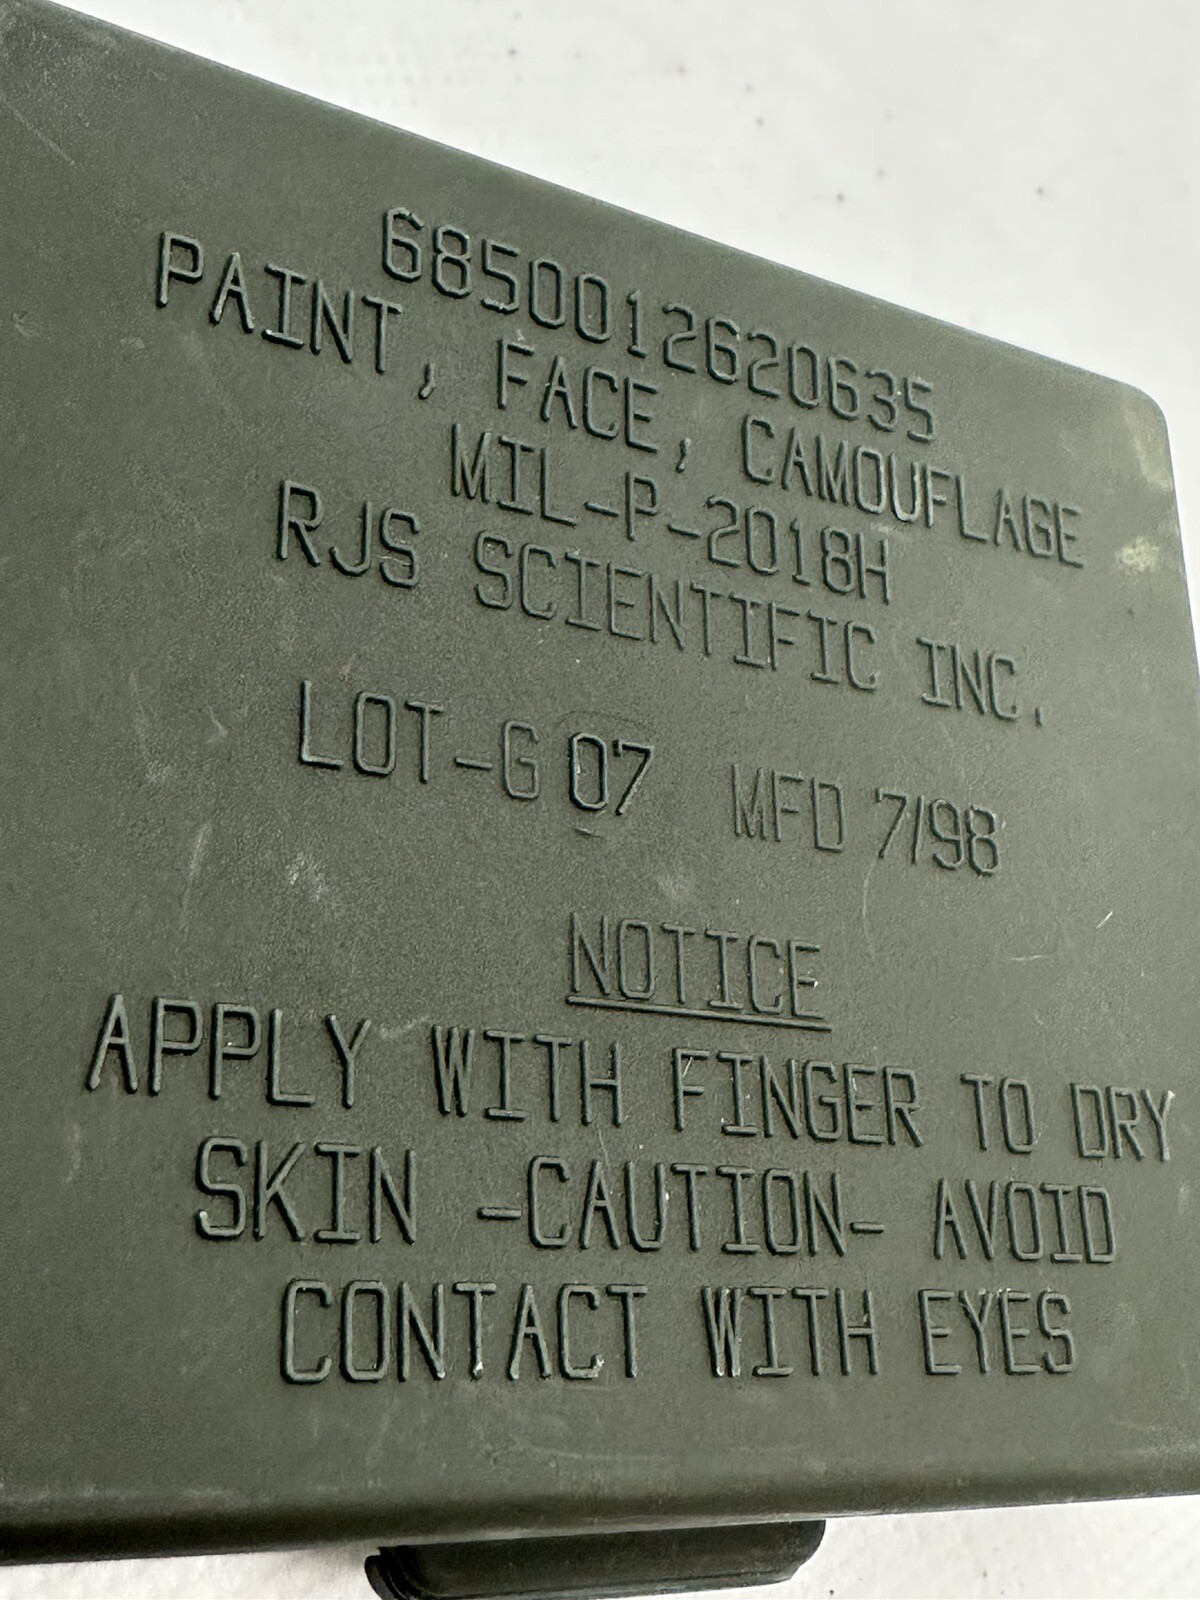 6850012620635
PAINT, FACE, CAMOUFLAGE
MIL-P-2018H
RJS SCIENTIFIC INC.
LOT-G 07 MFD 7/98
NOTICE
APPLY WITH FINGER TO DRY
SKIN -CAUTION- AVOID
CONTACT WITH EYES